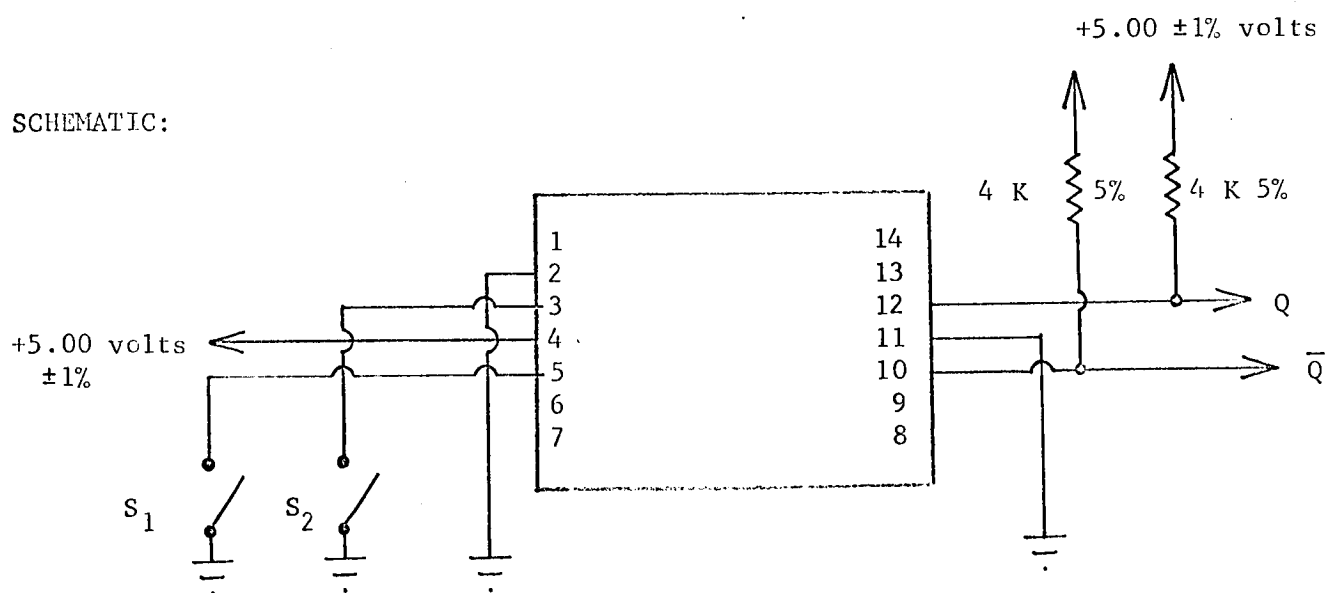 +5.00 ±1% volts
SCHEMATIC:
4 K 5% 4 K 5%
1 14
2 13
3 12 Q
+5.00 volts 4 11
±1%
5 10 Q̅
6 9
7 8
S₁ S₂